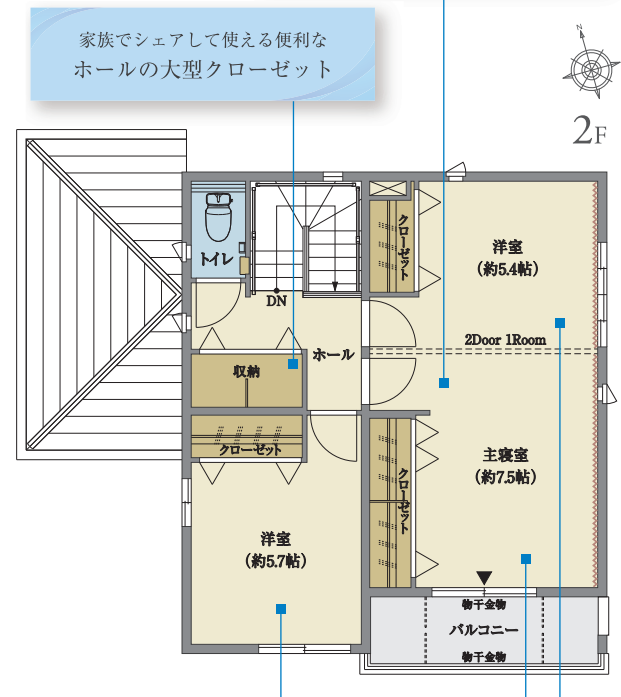 家族でシェアして使える便利な
ホールの大型クローゼット
N
2F
トイレ
クローゼット
洋室
(約5.4帖)
DN
2Door 1Room
ホール
収納
クローゼット
主寝室
(約7.5帖)
クローゼット
洋室
(約5.7帖)
物干金物
バルコニー
物干金物